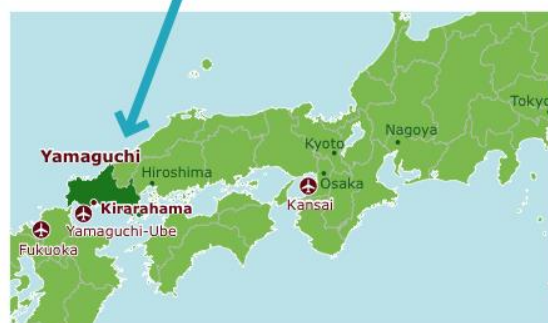 Tokyo
Nagoya
Kyoto
Yamaguchi
Hiroshima
Osaka
Kansai
Kirarahama
Yamaguchi-Ube
Fukuoka